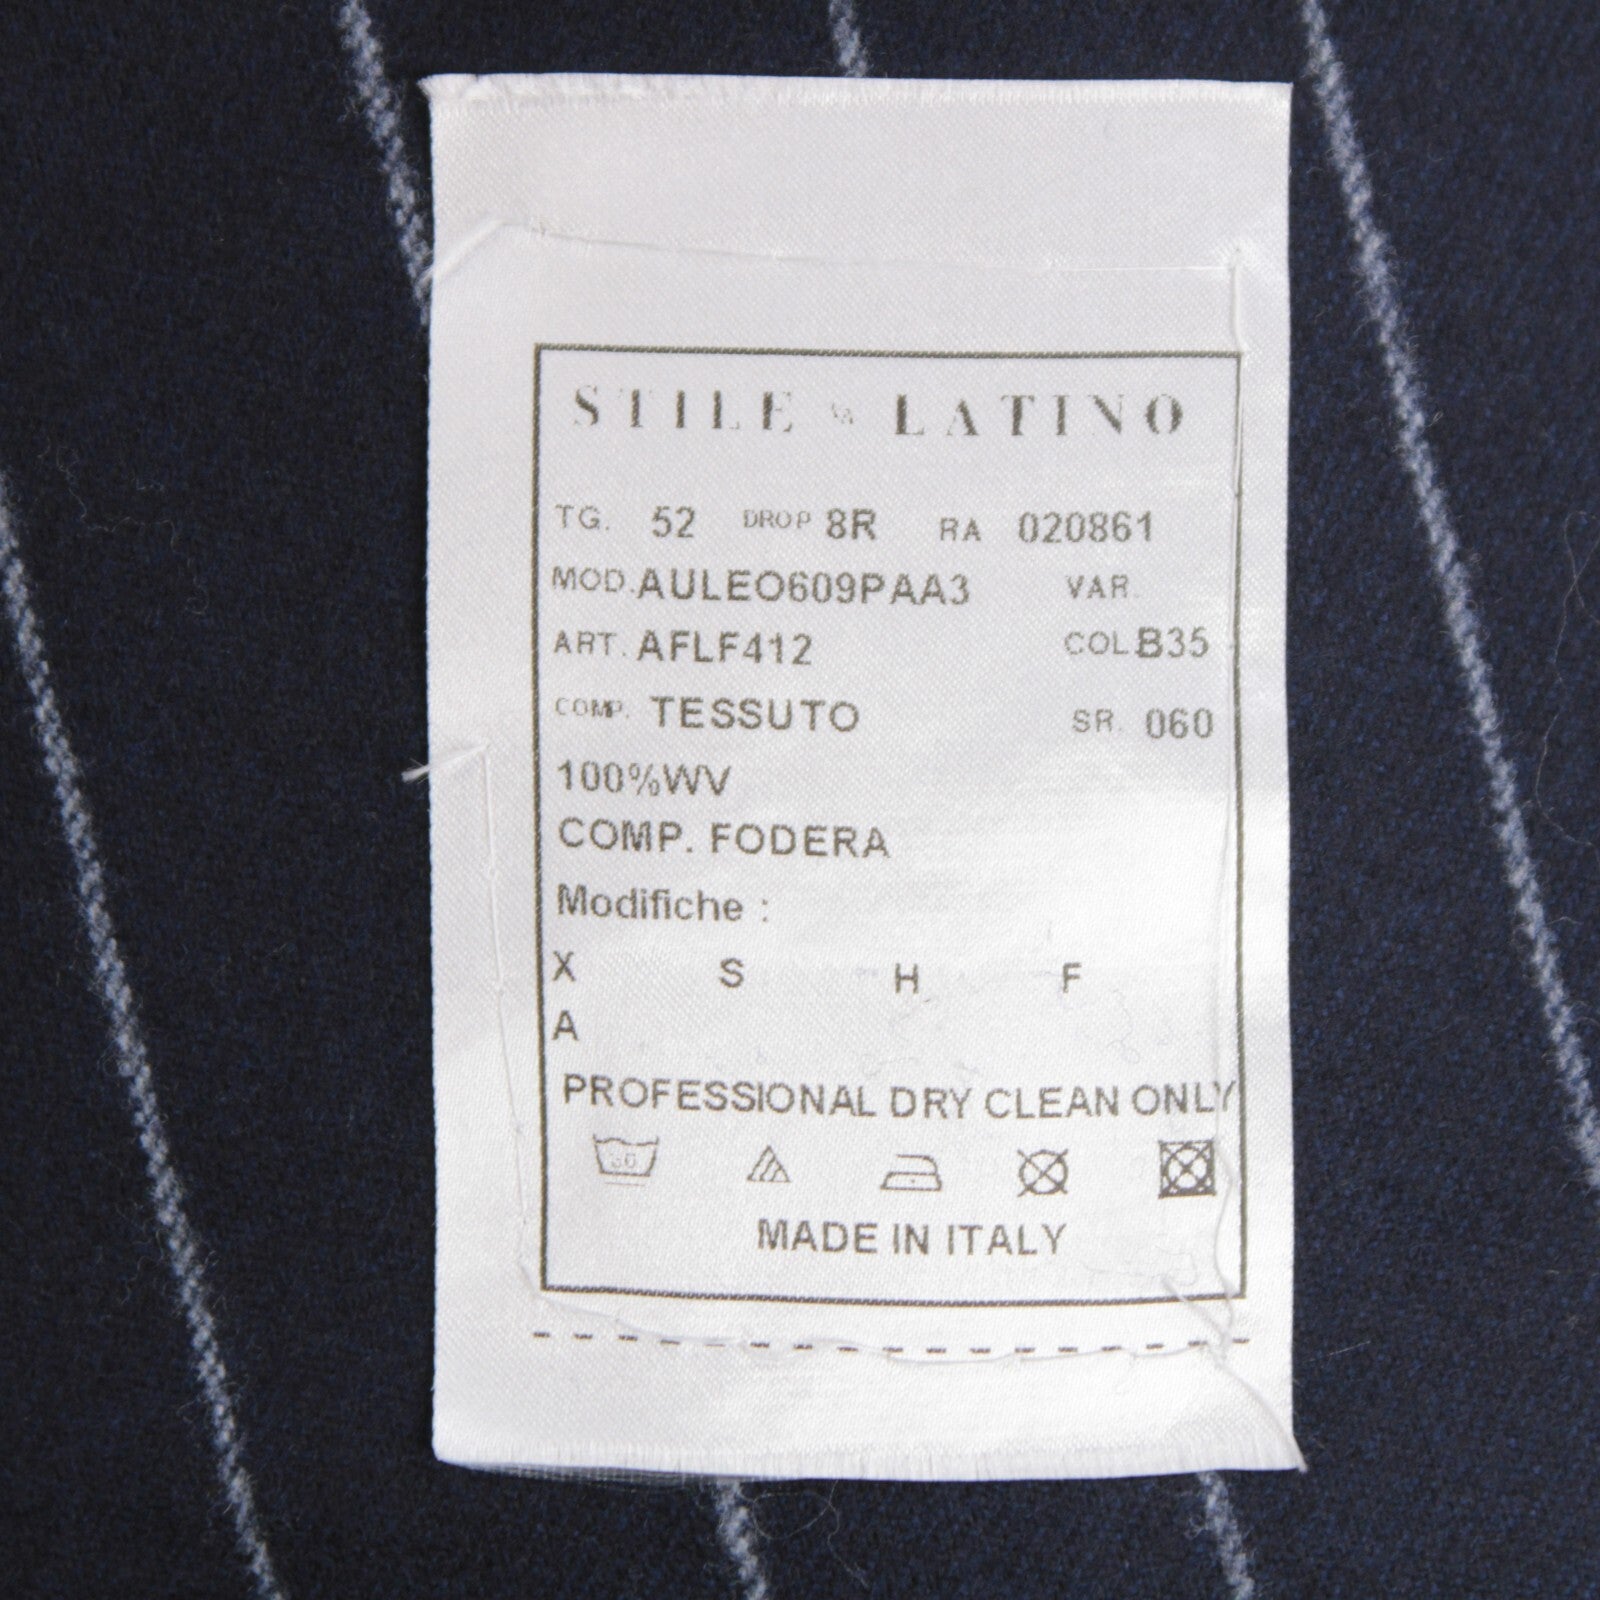 STILE LATINO
TG. 52 DROP 8R RA 020861
MOD. AULEO609PAA3 VAR.
ART. AFLF412 COL. B35
COMP. TESSUTO SR. 060
100%WV
COMP. FODERA
Modifiche :
X S H F
A
PROFESSIONAL DRY CLEAN ONLY
30
MADE IN ITALY